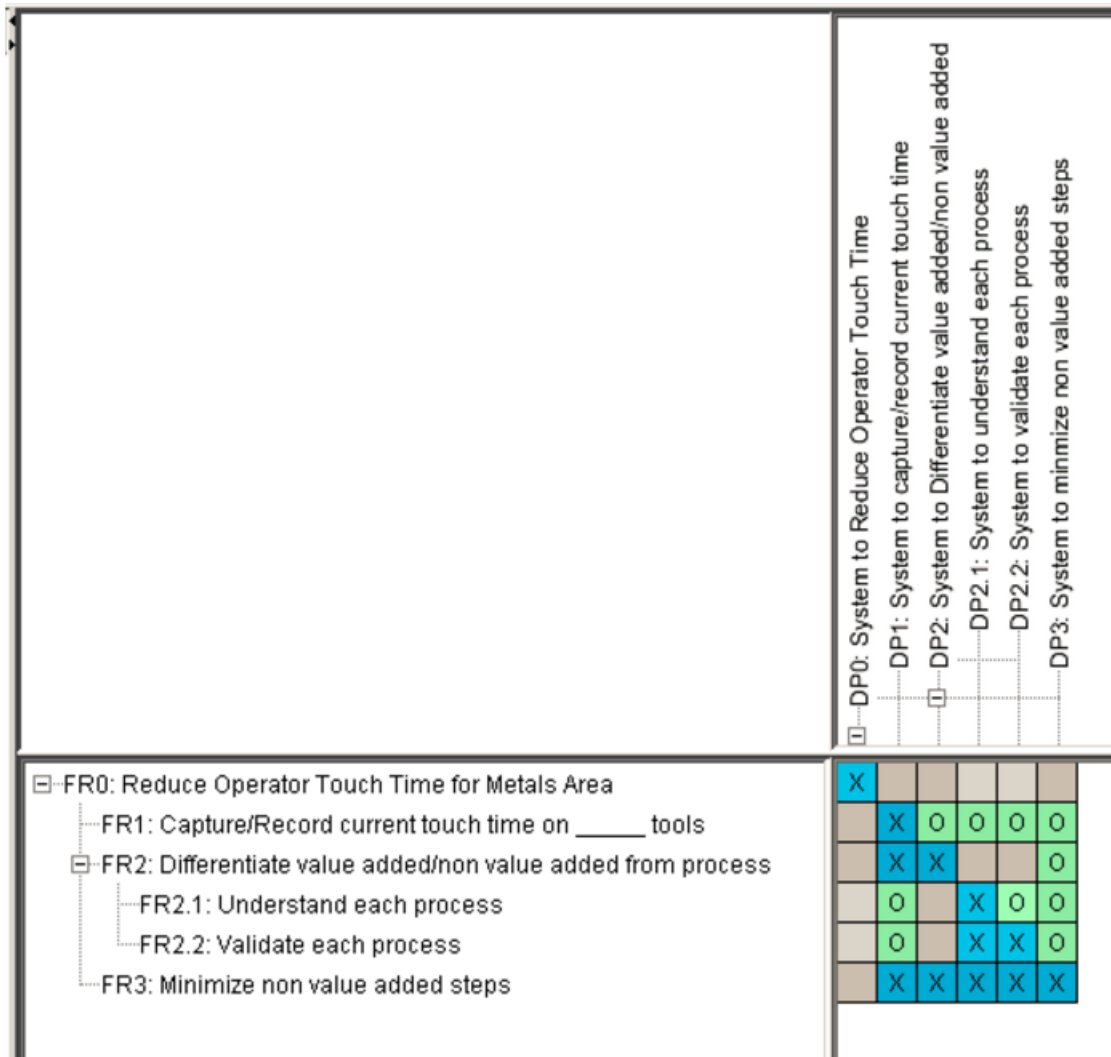 DP0: System to Reduce Operator Touch Time
DP1: System to capture/record current touch time
DP2: System to Differentiate value added/non value added
DP2.1: System to understand each process
DP2.2: System to validate each process
DP3: System to minmize non value added steps
FR0: Reduce Operator Touch Time for Metals Area
FR1: Capture/Record current touch time on _____ tools
FR2: Differentiate value added/non value added from process
FR2.1: Understand each process
FR2.2: Validate each process
FR3: Minimize non value added steps
X
X O O O O
X X O
O X O O
O X X O
X X X X X